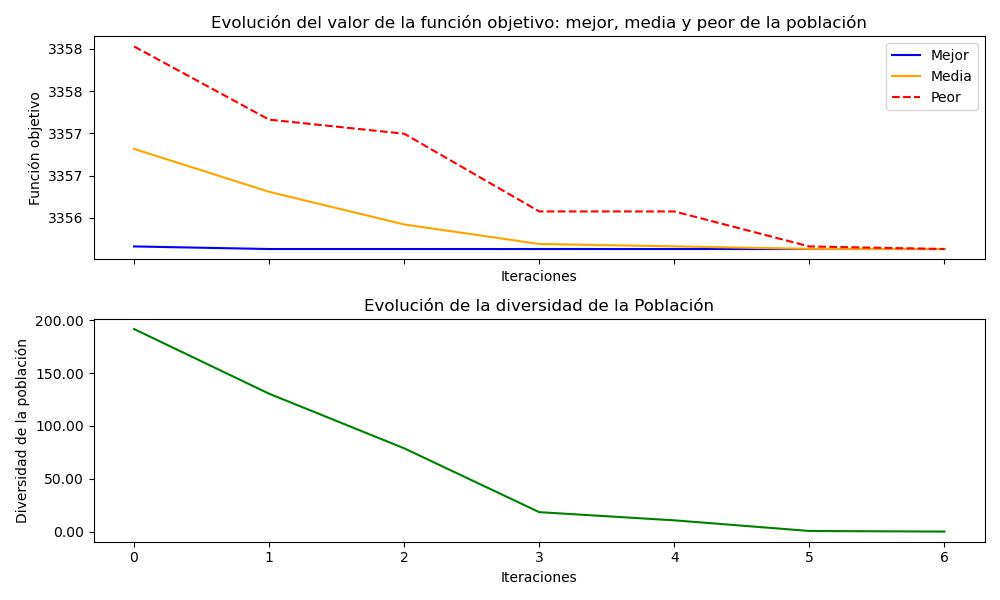 Evolución del valor de la función objetivo: mejor, media y peor de la población
Función objetivo
3358
3358
3357
3357
3356
Mejor
Media
Peor
Iteraciones
Evolución de la diversidad de la Población
Diversidad de la población
200.00
150.00
100.00
50.00
0.00
0 1 2 3 4 5 6
Iteraciones